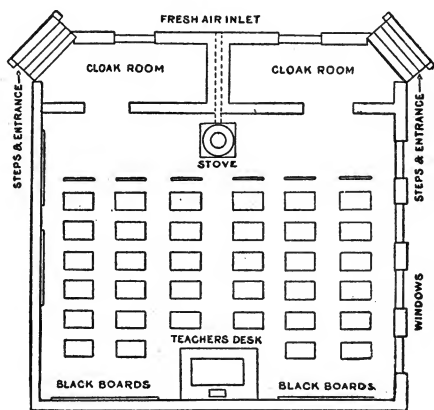 FRESH AIR INLET
CLOAK ROOM
CLOAK ROOM
STEPS & ENTRANCE
STEPS & ENTRANCE
STOVE
WINDOWS
TEACHERS DESK
BLACK BOARDS
BLACK BOARDS.